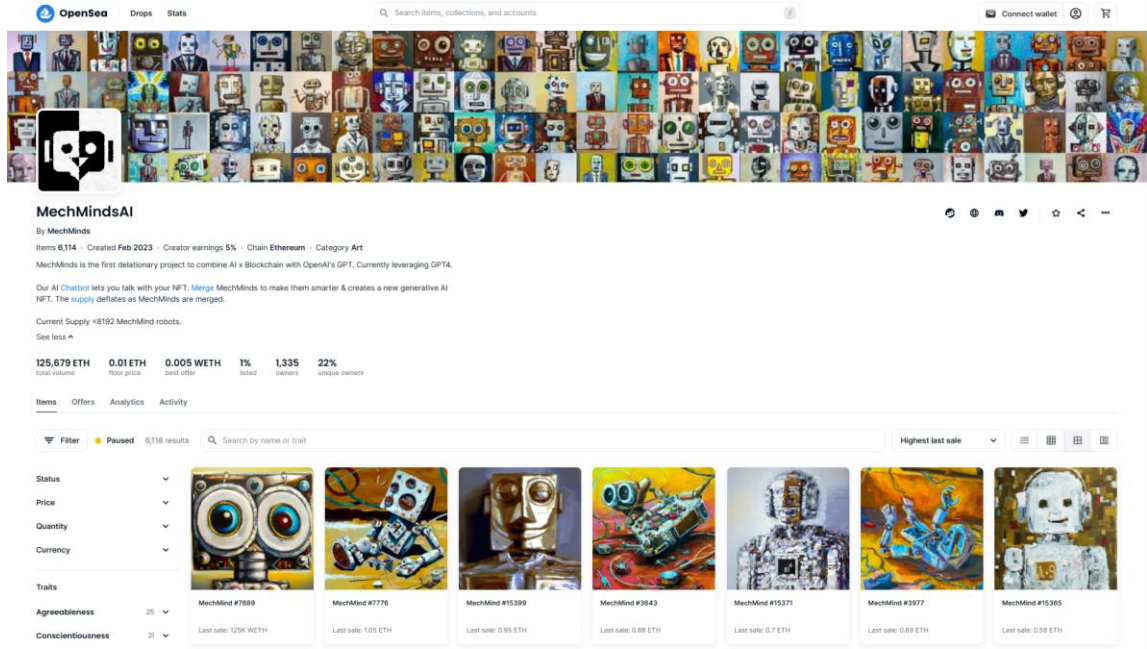 OpenSea
Drops
Stats
Search items, collections, and accounts
/
Connect wallet
MechMindsAI
By MechMinds
Items 6,114 · Created Feb 2023 · Creator earnings 5% · Chain Ethereum · Category Art
MechMinds is the first delationary project to combine AI x Blockchain with OpenAI's GPT. Currently leveraging GPT4.
Our AI Chatbot lets you talk with your NFT. Merge MechMinds to make them smarter & creates a new generative AI
NFT. The supply deflates as MechMinds are merged.
Current Supply <8192 MechMind robots.
See less
125,679 ETH 0.01 ETH 0.005 WETH 1% 1,335 22%
total volume floor price best offer listed owners unique owners
Items Offers Analytics Activity
Filter Paused 6,118 results Search by name or trait Highest last sale
Status
Price
Quantity
Currency
Traits
Agreeableness 25
Conscientiousness 21
MechMind #7689 MechMind #7776 MechMind #15399 MechMind #3643 MechMind #15371 MechMind #3977 MechMind #15365
Last sale: 125K WETH Last sale: 1.05 ETH Last sale: 0.95 ETH Last sale: 0.88 ETH Last sale: 0.7 ETH Last sale: 0.69 ETH Last sale: 0.58 ETH